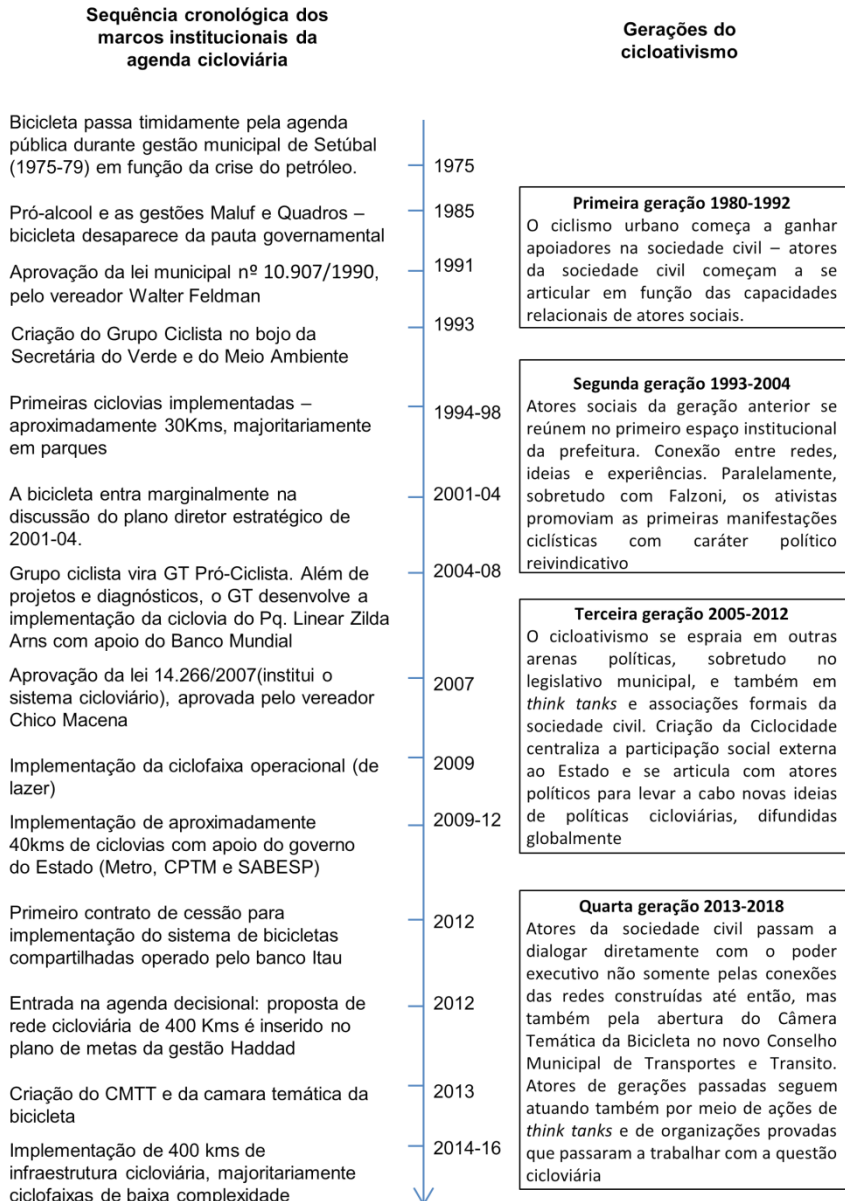 Sequência cronológica dos
marcos institucionais da
agenda cicloviária
Gerações do
cicloativismo
Bicicleta passa timidamente pela agenda
pública durante gestão municipal de Setúbal
(1975-79) em função da crise do petróleo.
1975
Pró-alcool e as gestões Maluf e Quadros –
bicicleta desaparece da pauta governamental
1985
Aprovação da lei municipal nº 10.907/1990,
pelo vereador Walter Feldman
1991
Criação do Grupo Ciclista no bojo da
Secretária do Verde e do Meio Ambiente
1993
Primeiras ciclovias implementadas –
aproximadamente 30Kms, majoritariamente
em parques
1994-98
A bicicleta entra marginalmente na
discussão do plano diretor estratégico de
2001-04.
2001-04
Grupo ciclista vira GT Pró-Ciclista. Além de
projetos e diagnósticos, o GT desenvolve a
implementação da ciclovia do Pq. Linear Zilda
Arns com apoio do Banco Mundial
2004-08
Aprovação da lei 14.266/2007(institui o
sistema cicloviário), aprovada pelo vereador
Chico Macena
2007
Implementação da ciclofaixa operacional (de
lazer)
2009
Implementação de aproximadamente
40kms de ciclovias com apoio do governo
do Estado (Metro, CPTM e SABESP)
2009-12
Primeiro contrato de cessão para
implementação do sistema de bicicletas
compartilhadas operado pelo banco Itau
2012
Entrada na agenda decisional: proposta de
rede cicloviária de 400 Kms é inserido no
plano de metas da gestão Haddad
2012
Criação do CMTT e da camara temática da
bicicleta
2013
Implementação de 400 kms de
infraestrutura cicloviária, majoritariamente
ciclofaixas de baixa complexidade
2014-16
Primeira geração 1980-1992
O ciclismo urbano começa a ganhar
apoiadores na sociedade civil – atores
da sociedade civil começam a se
articular em função das capacidades
relacionais de atores sociais.
Segunda geração 1993-2004
Atores sociais da geração anterior se
reúnem no primeiro espaço institucional
da prefeitura. Conexão entre redes,
ideias e experiências. Paralelamente,
sobretudo com Falzoni, os ativistas
promoviam as primeiras manifestações
ciclísticas com caráter político
reivindicativo
Terceira geração 2005-2012
O cicloativismo se espraia em outras
arenas políticas, sobretudo no
legislativo municipal, e também em
think tanks e associações formais da
sociedade civil. Criação da Ciclocidade
centraliza a participação social externa
ao Estado e se articula com atores
políticos para levar a cabo novas ideias
de políticas cicloviárias, difundidas
globalmente
Quarta geração 2013-2018
Atores da sociedade civil passam a
dialogar diretamente com o poder
executivo não somente pelas conexões
das redes construídas até então, mas
também pela abertura do Câmera
Temática da Bicicleta no novo Conselho
Municipal de Transportes e Transito.
Atores de gerações passadas seguem
atuando também por meio de ações de
think tanks e de organizações provadas
que passaram a trabalhar com a questão
cicloviária